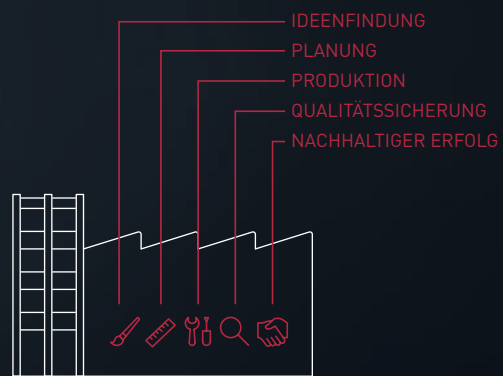 IDEENFINDUNG
PLANUNG
PRODUKTION
QUALITÄTSSICHERUNG
NACHHALTIGER ERFOLG